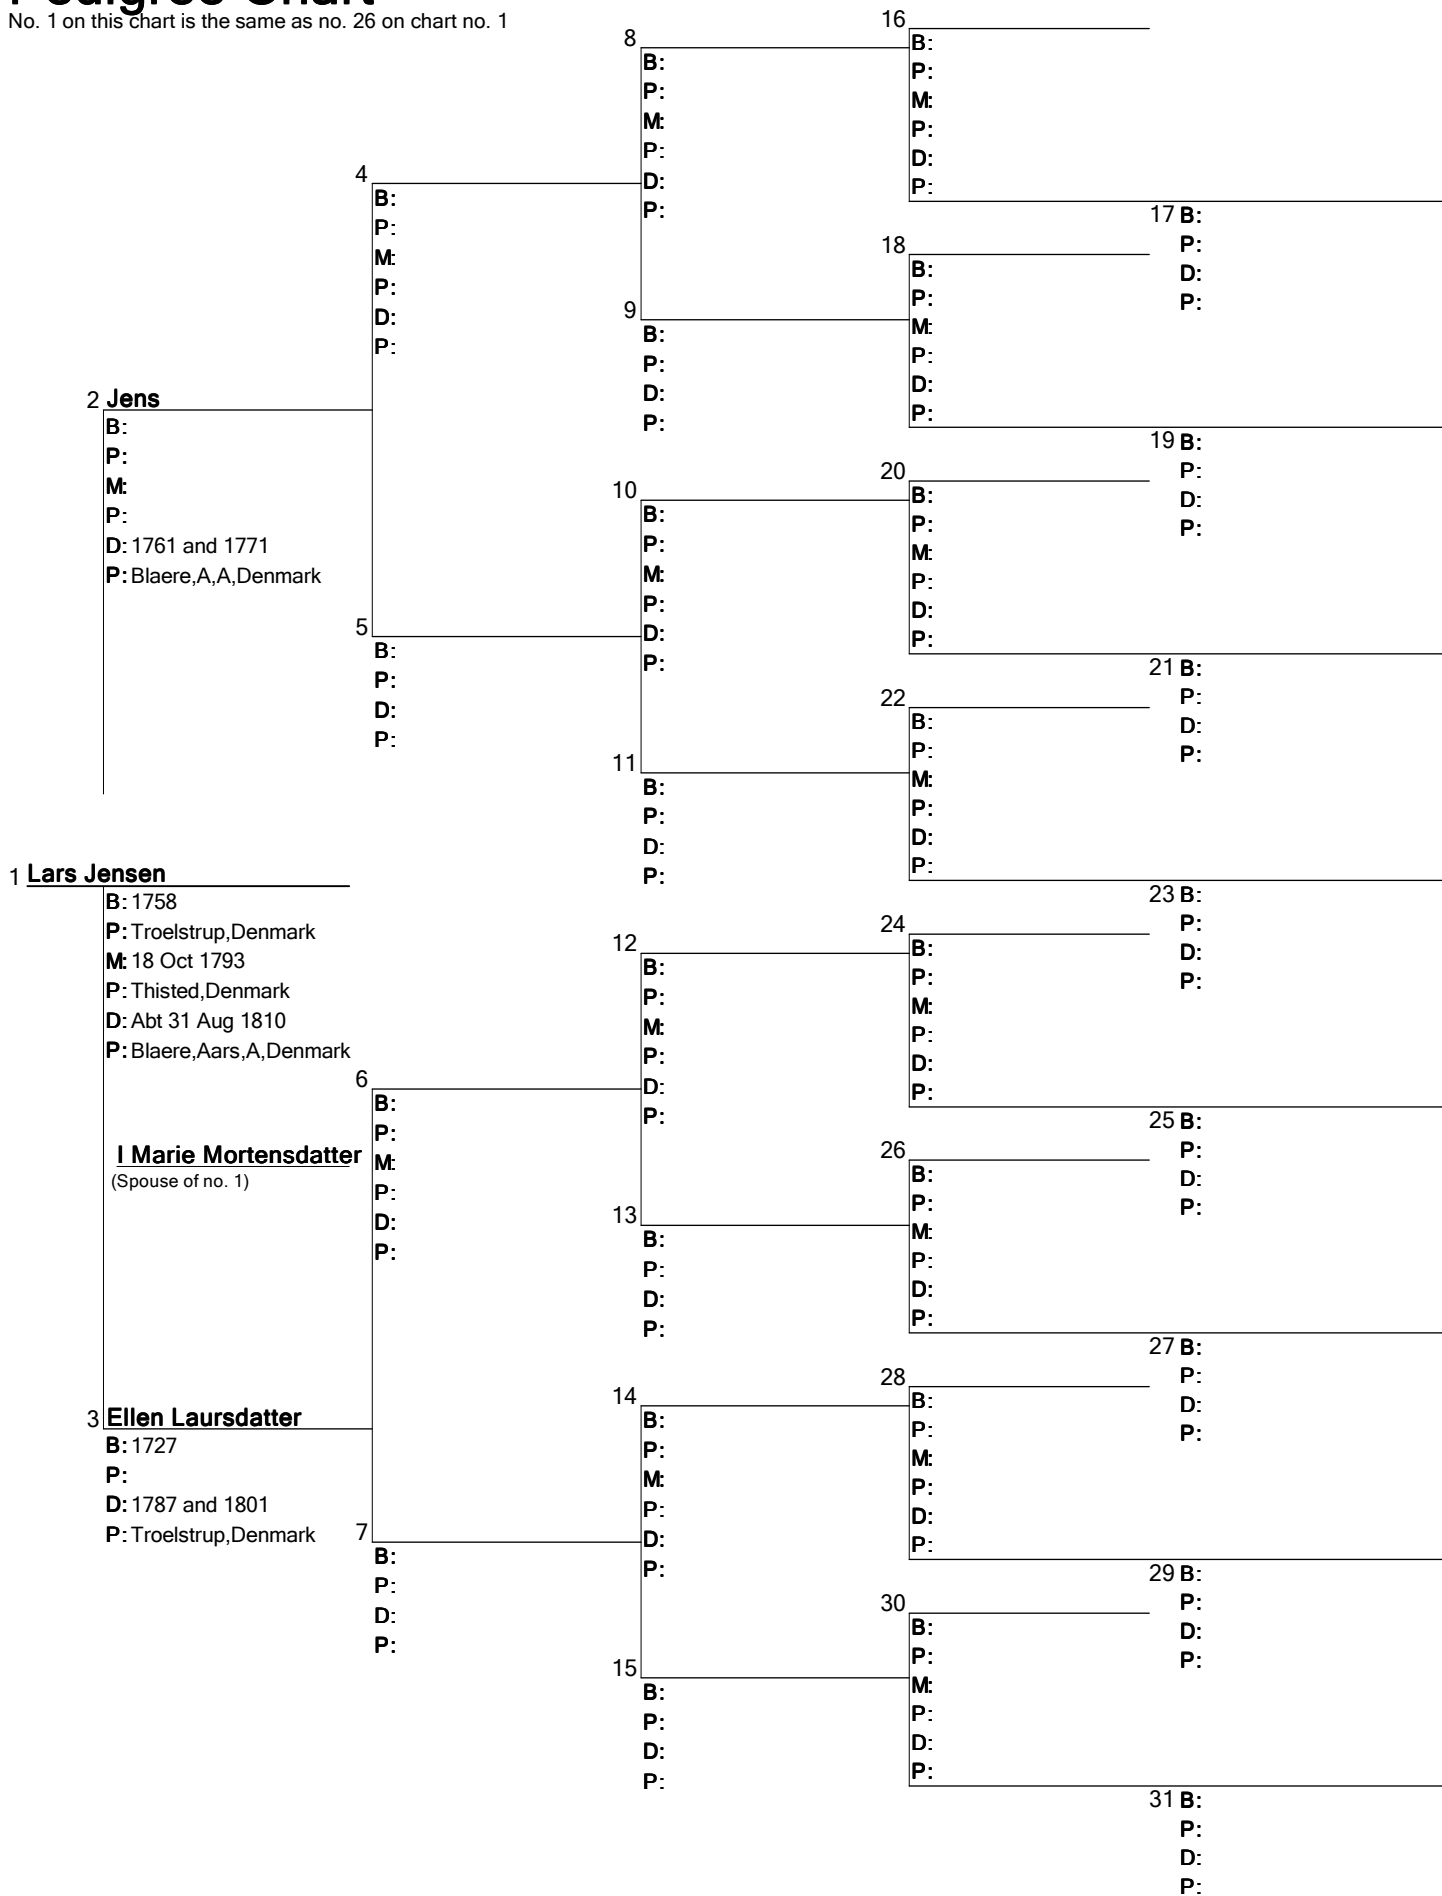 Pedigree Chart
No. 1 on this chart is the same as no. 26 on chart no. 1
16
B:
P:
M:
P:
D:
P:
8
B:
P:
M:
P:
D:
P:
17 B:
P:
D:
P:
4
B:
P:
M:
P:
D:
P:
18
B:
P:
M:
P:
D:
P:
9
B:
P:
D:
P:
19 B:
P:
D:
P:
2 Jens
B:
P:
M:
P:
D: 1761 and 1771
P: Blaere,A,A,Denmark
20
B:
P:
M:
P:
D:
P:
10
B:
P:
M:
P:
D:
P:
21 B:
P:
D:
P:
5
B:
P:
D:
P:
22
B:
P:
M:
P:
D:
P:
11
B:
P:
D:
P:
23 B:
P:
D:
P:
1 Lars Jensen
B: 1758
P: Troelstrup,Denmark
M: 18 Oct 1793
P: Thisted,Denmark
D: Abt 31 Aug 1810
P: Blaere,Aars,A,Denmark
24
B:
P:
M:
P:
D:
P:
12
B:
P:
M:
P:
D:
P:
25 B:
P:
D:
P:
6
B:
P:
M:
P:
D:
P:
I Marie Mortensdatter
(Spouse of no. 1)
26
B:
P:
M:
P:
D:
P:
13
B:
P:
D:
P:
27 B:
P:
D:
P:
3 Ellen Laursdatter
B: 1727
P:
D: 1787 and 1801
P: Troelstrup,Denmark
28
B:
P:
M:
P:
D:
P:
14
B:
P:
M:
P:
D:
P:
29 B:
P:
D:
P:
7
B:
P:
D:
P:
30
B:
P:
M:
P:
D:
P:
15
B:
P:
D:
P:
31 B:
P:
D:
P: